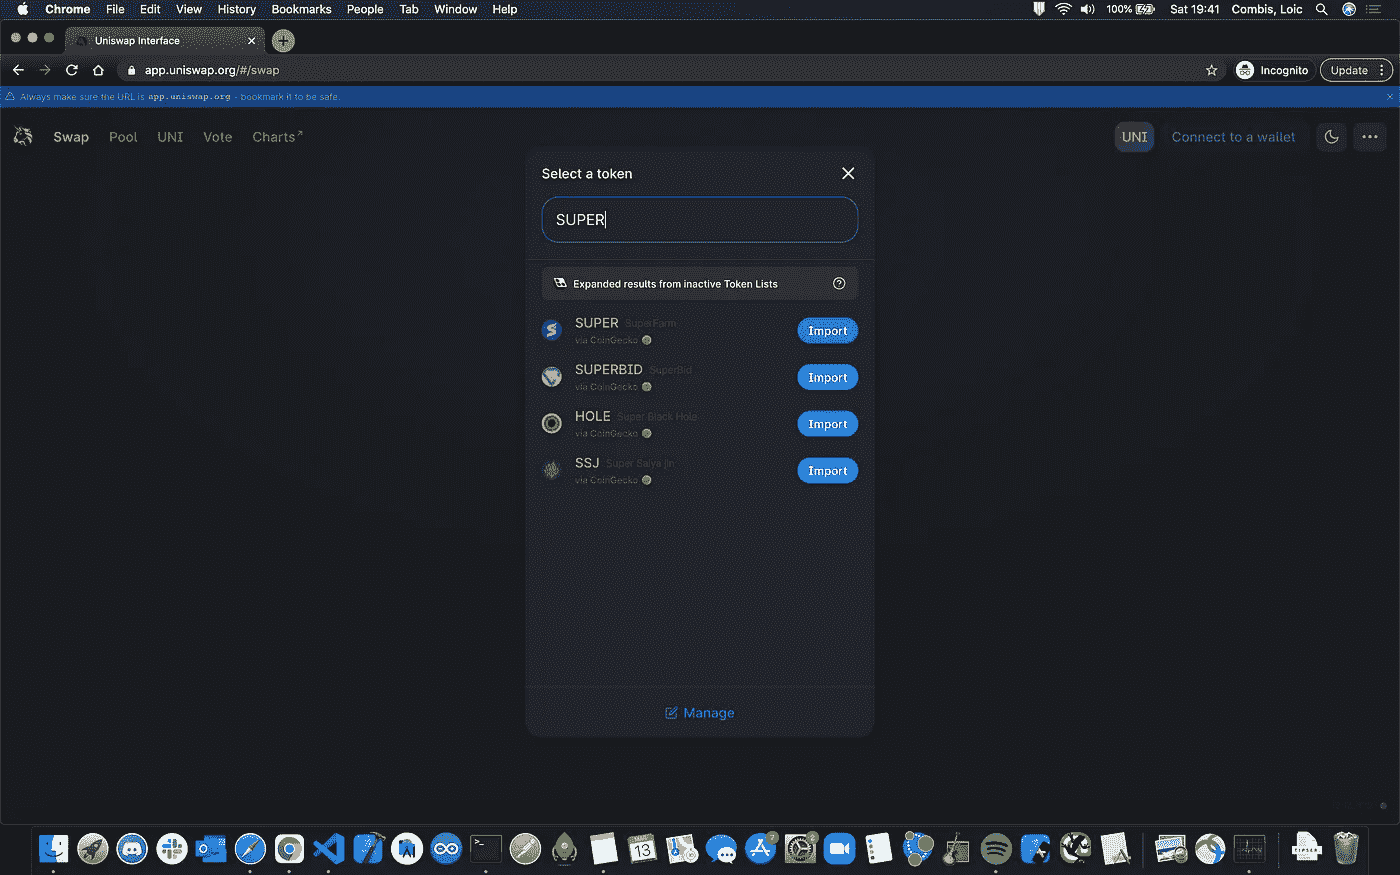 Chrome File Edit View History Bookmarks People Tab Window Help 100% Sat 19:41 Combis, Loic
Uniswap Interface
app.uniswap.org/#/swap Incognito Update
Always make sure the URL is app.uniswap.org - bookmark it to be safe.
Swap Pool UNI Vote Charts UNI Connect to a wallet
Select a token
SUPER
Expanded results from inactive Token Lists
SUPER SuperFarm Import
via CoinGecko
SUPERBID SuperBid Import
via CoinGecko
HOLE Super Black Hole Import
via CoinGecko
SSJ Super Saiya jin Import
via CoinGecko
Manage
7 2
13